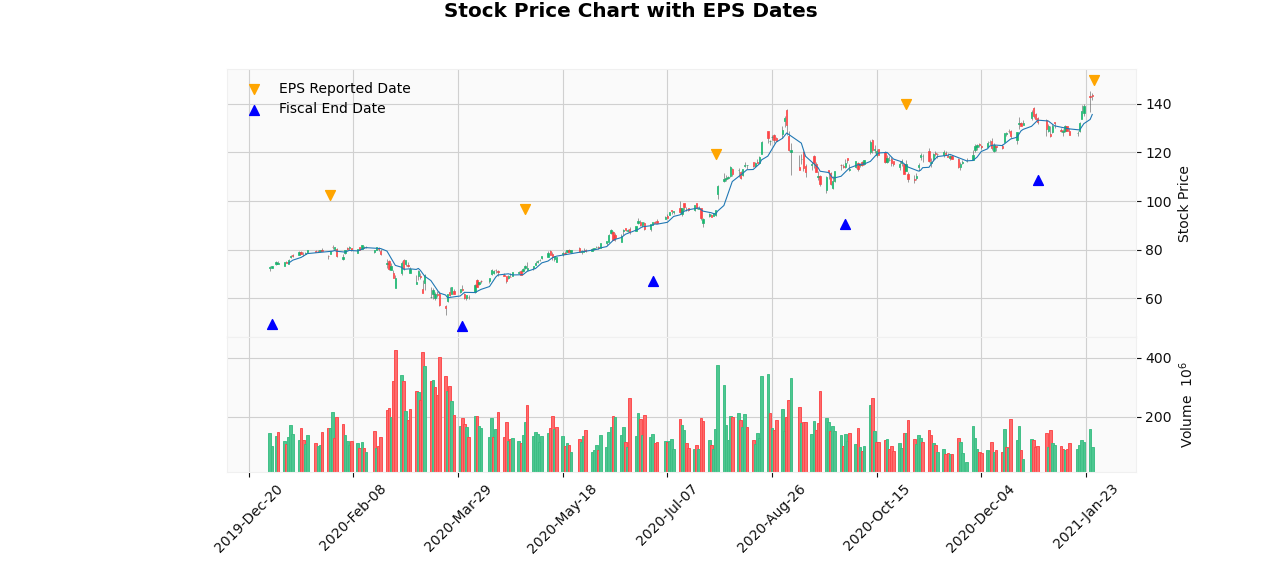 Stock Price Chart with EPS Dates
EPS Reported Date
Fiscal End Date
140
120
100
80
60
Stock Price
400
200
Volume 10^6
2019-Dec-20
2020-Feb-08
2020-Mar-29
2020-May-18
2020-Jul-07
2020-Aug-26
2020-Oct-15
2020-Dec-04
2021-Jan-23